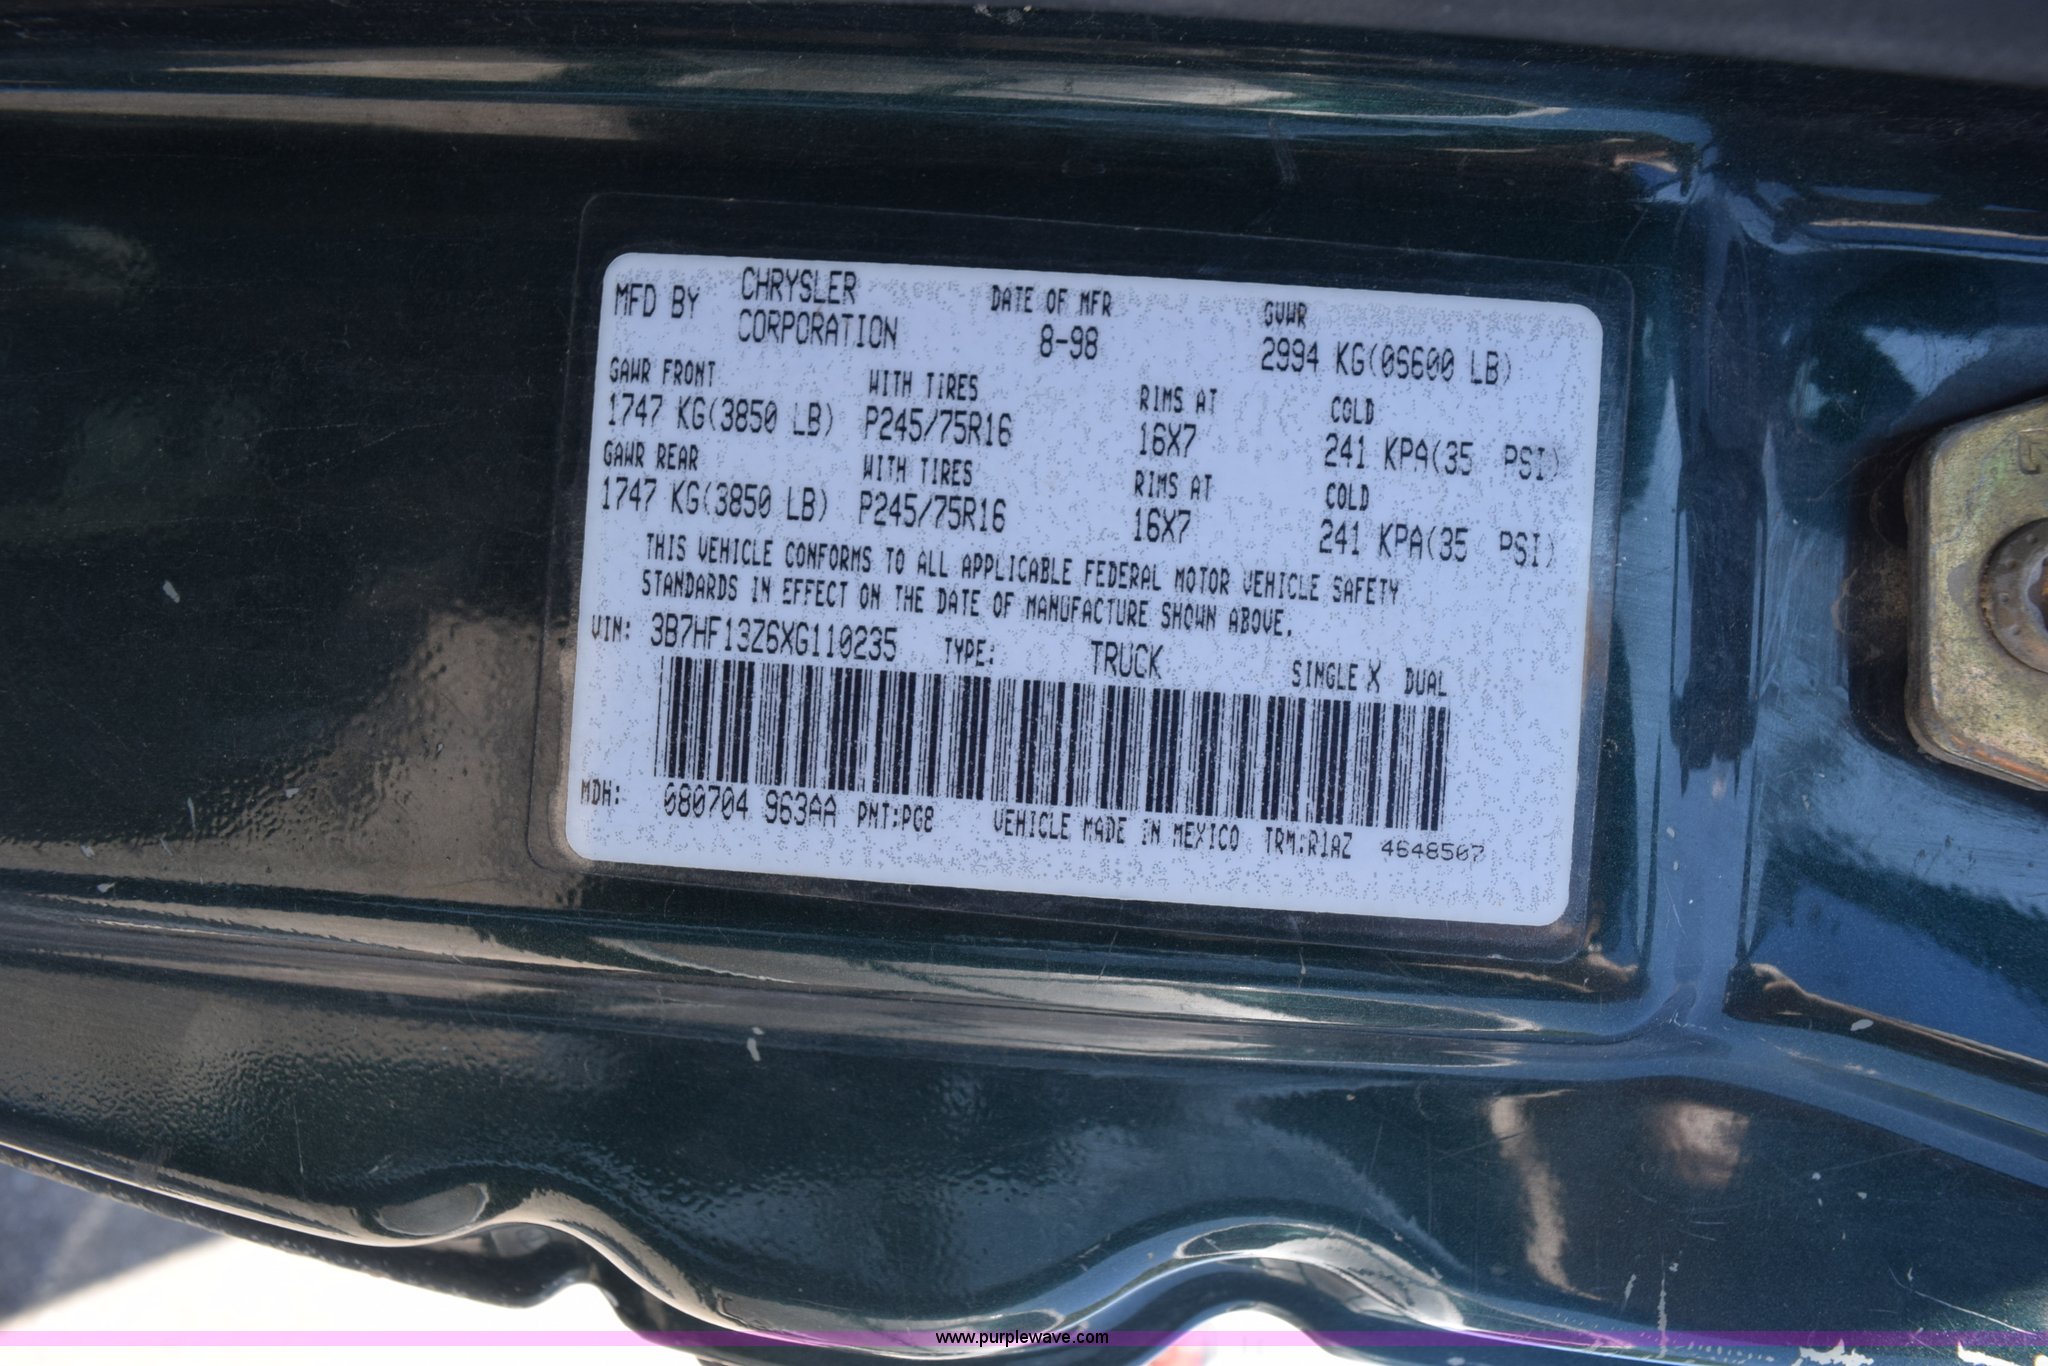 MFD BY CHRYSLER CORPORATION DATE OF MFR 8-98 GVWR 2994 KG(06600 LB)
GAWR FRONT WITH TIRES RIMS AT COLD
1747 KG(3850 LB) P245/75R16 16X7 241 KPA(35 PSI)
GAWR REAR WITH TIRES RIMS AT COLD
1747 KG(3850 LB) P245/75R16 16X7 241 KPA(35 PSI)
THIS VEHICLE CONFORMS TO ALL APPLICABLE FEDERAL MOTOR VEHICLE SAFETY
STANDARDS IN EFFECT ON THE DATE OF MANUFACTURE SHOWN ABOVE.
VIN: 3B7HF13Z6XG110235 TYPE: TRUCK SINGLE X DUAL
MDH: 080704 963AA PNT:PG8 VEHICLE MADE IN MEXICO TRM:R1AZ 4648507
www.purplewave.com